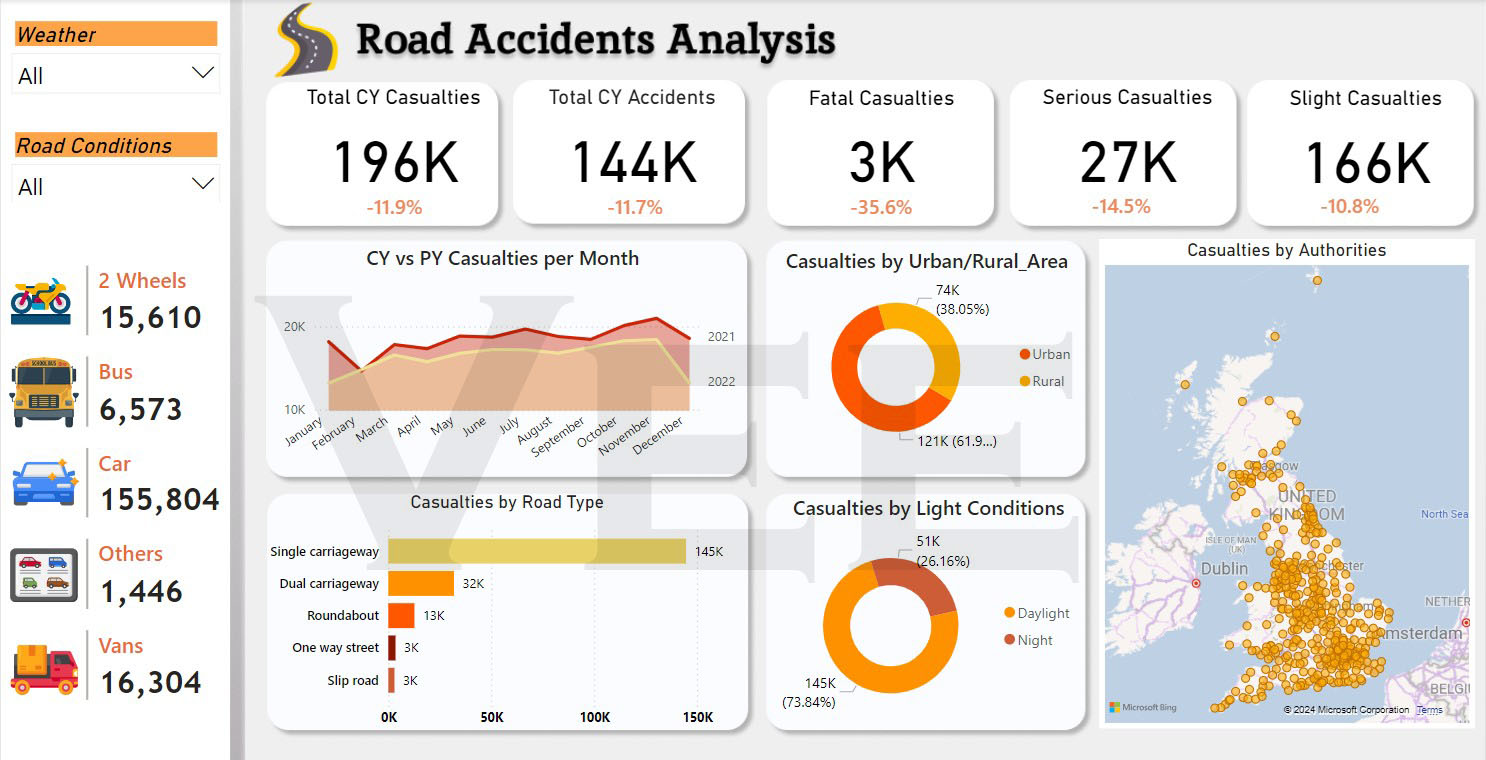 Weather
All
Road Conditions
All
2 Wheels
15,610
Bus
6,573
Car
155,804
Others
1,446
Vans
16,304
SCHOOL BUS
Road Accidents Analysis
Total CY Casualties
196K
-11.9%
Total CY Accidents
144K
-11.7%
Fatal Casualties
3K
-35.6%
Serious Casualties
27K
-14.5%
Slight Casualties
166K
-10.8%
CY vs PY Casualties per Month
20K
10K
2021
2022
January
February
March
April
May
June
July
August
September
October
November
December
Casualties by Urban/Rural_Area
74K
(38.05%)
Urban
Rural
121K (61.9...)
Casualties by Road Type
Single carriageway
145K
Dual carriageway
32K
Roundabout
13K
One way street
3K
Slip road
3K
0K
50K
100K
150K
Casualties by Light Conditions
51K
(26.16%)
Daylight
Night
145K
(73.84%)
Casualties by Authorities
Glasgow
UNITED
KINGDOM
North Sea
ISLE OF MAN
(UK)
Dublin
chester
NETHER
msterdam
BELGI
Microsoft Bing
© 2024 Microsoft Corporation Terms
VEE